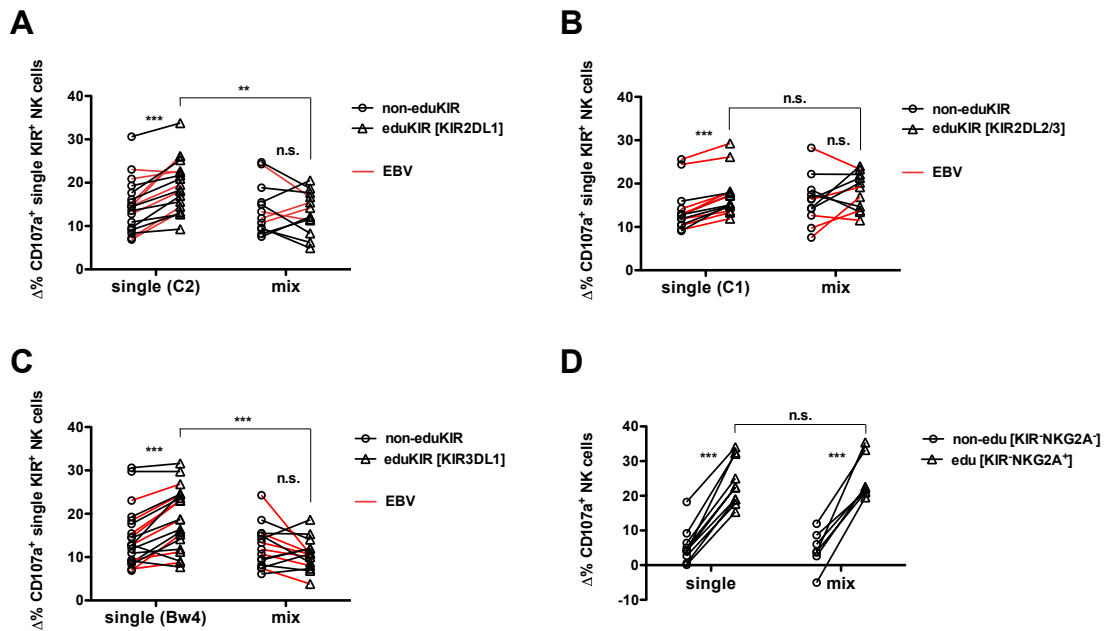 A
Δ% CD107a⁺ single KIR⁺ NK cells
40
30
20
10
0
***
**
n.s.
single (C2)
mix
non-eduKIR
eduKIR [KIR2DL1]
EBV
B
Δ% CD107a⁺ single KIR⁺ NK cells
40
30
20
10
0
***
n.s.
n.s.
single (C1)
mix
non-eduKIR
eduKIR [KIR2DL2/3]
EBV
C
Δ% CD107a⁺ single KIR⁺ NK cells
40
30
20
10
0
***
***
n.s.
single (Bw4)
mix
non-eduKIR
eduKIR [KIR3DL1]
EBV
D
Δ% CD107a⁺ NK cells
40
30
20
10
0
-10
***
n.s.
***
single
mix
non-edu [KIR⁻NKG2A⁻]
edu [KIR⁻NKG2A⁺]